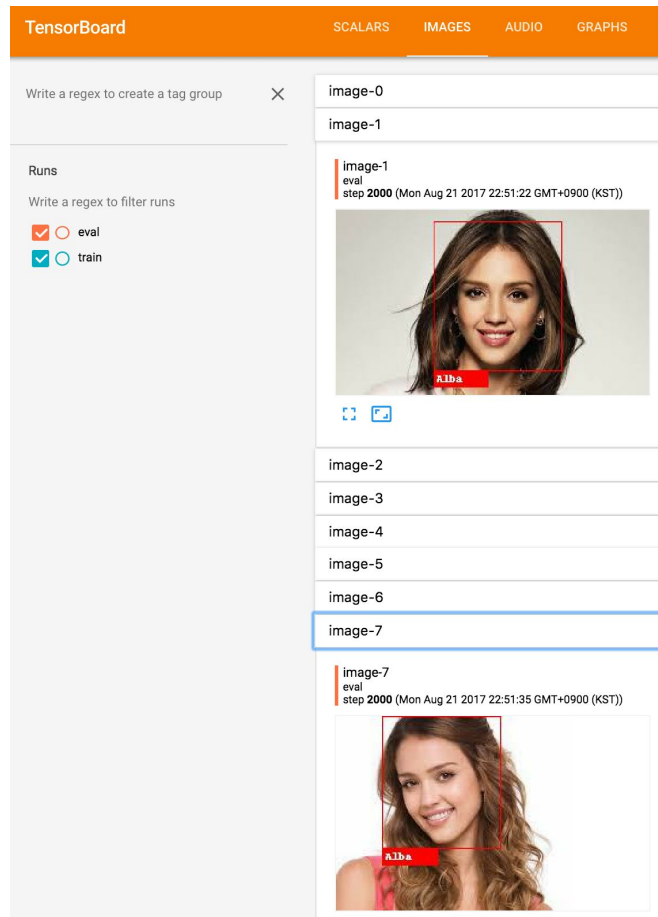 TensorBoard
SCALARS IMAGES AUDIO GRAPHS
Write a regex to create a tag group
Runs
Write a regex to filter runs
eval
train
image-0
image-1
image-1
eval
step 2000 (Mon Aug 21 2017 22:51:22 GMT+0900 (KST))
Alba
image-2
image-3
image-4
image-5
image-6
image-7
image-7
eval
step 2000 (Mon Aug 21 2017 22:51:35 GMT+0900 (KST))
Alba